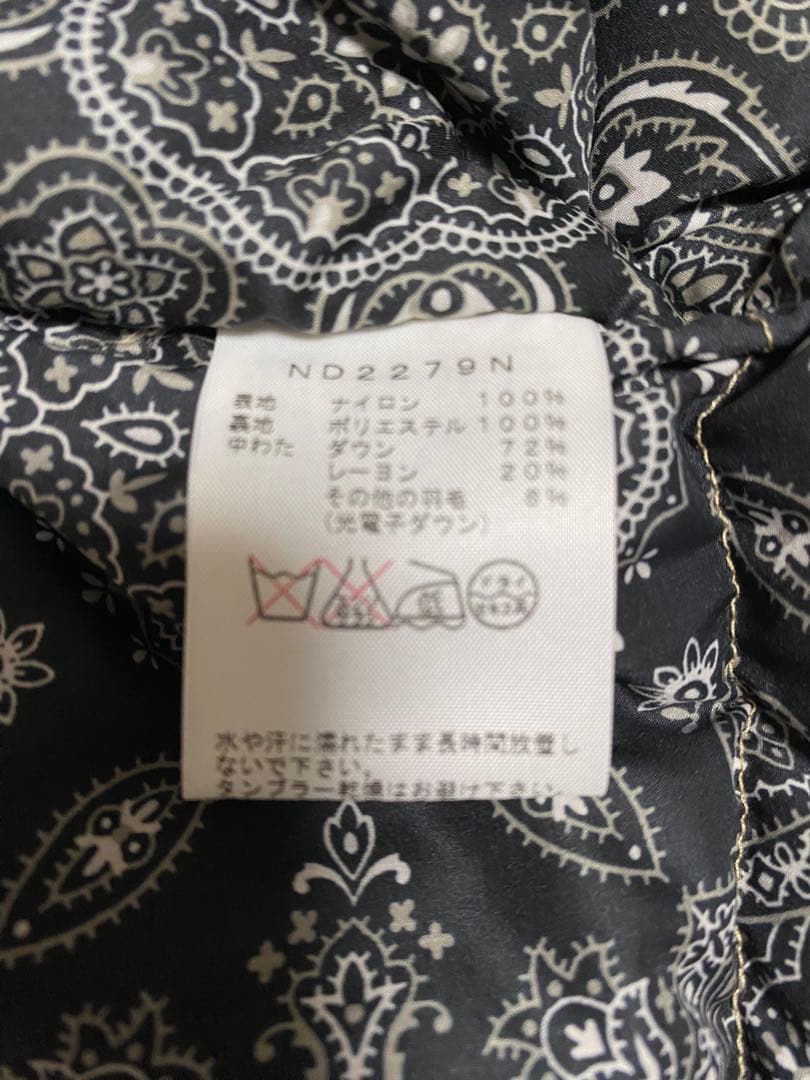 ND2279N
表地 ナイロン 100%
裏地 ポリエステル 100%
中わた ダウン 72%
レーヨン 20%
その他の羽毛 8%
(光電子ダウン)
ドライ
水や汗に濡れたまま長時間放置し
ないで下さい。
タンブラー乾燥はお避け下さい。